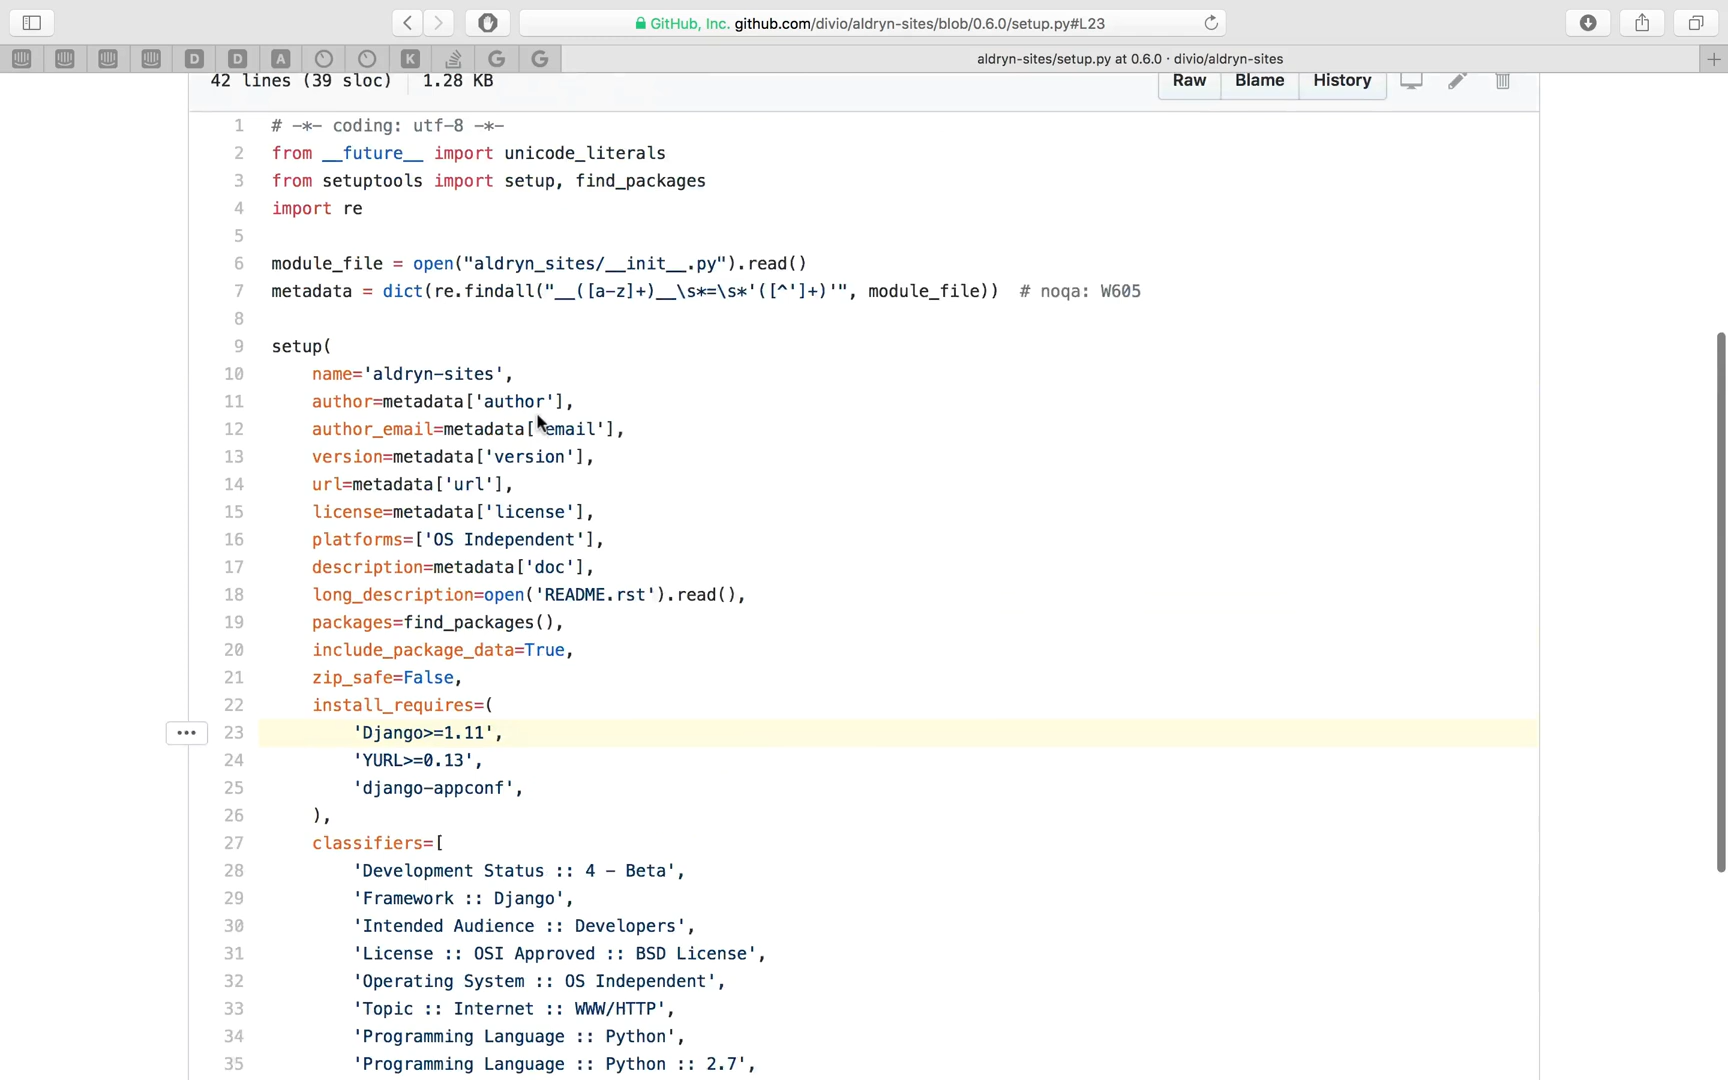 GitHub, Inc. github.com/divio/aldryn-sites/blob/0.6.0/setup.py#L23
D D A K G G aldryn-sites/setup.py at 0.6.0 · divio/aldryn-sites
42 lines (39 sloc) 1.28 KB Raw Blame History
1 # -*- coding: utf-8 -*-
2 from __future__ import unicode_literals
3 from setuptools import setup, find_packages
4 import re
5
6 module_file = open("aldryn_sites/__init__.py").read()
7 metadata = dict(re.findall("__([a-z]+)__\s*=\s*'([^']+)'", module_file))  # noqa: W605
8
9 setup(
10     name='aldryn-sites',
11     author=metadata['author'],
12     author_email=metadata['email'],
13     version=metadata['version'],
14     url=metadata['url'],
15     license=metadata['license'],
16     platforms=['OS Independent'],
17     description=metadata['doc'],
18     long_description=open('README.rst').read(),
19     packages=find_packages(),
20     include_package_data=True,
21     zip_safe=False,
22     install_requires=(
23         'Django>=1.11',
24         'YURL>=0.13',
25         'django-appconf',
26     ),
27     classifiers=[
28         'Development Status :: 4 - Beta',
29         'Framework :: Django',
30         'Intended Audience :: Developers',
31         'License :: OSI Approved :: BSD License',
32         'Operating System :: OS Independent',
33         'Topic :: Internet :: WWW/HTTP',
34         'Programming Language :: Python',
35         'Programming Language :: Python :: 2.7',